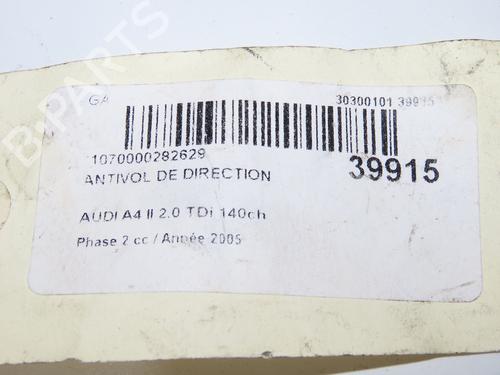 GA
30300101 39915
1070000282629
39915
ANTIVOL DE DIRECTION
AUDI A4 II 2.0 TDi 140ch
Phase 2 cc / Année 2005
B-PARTS